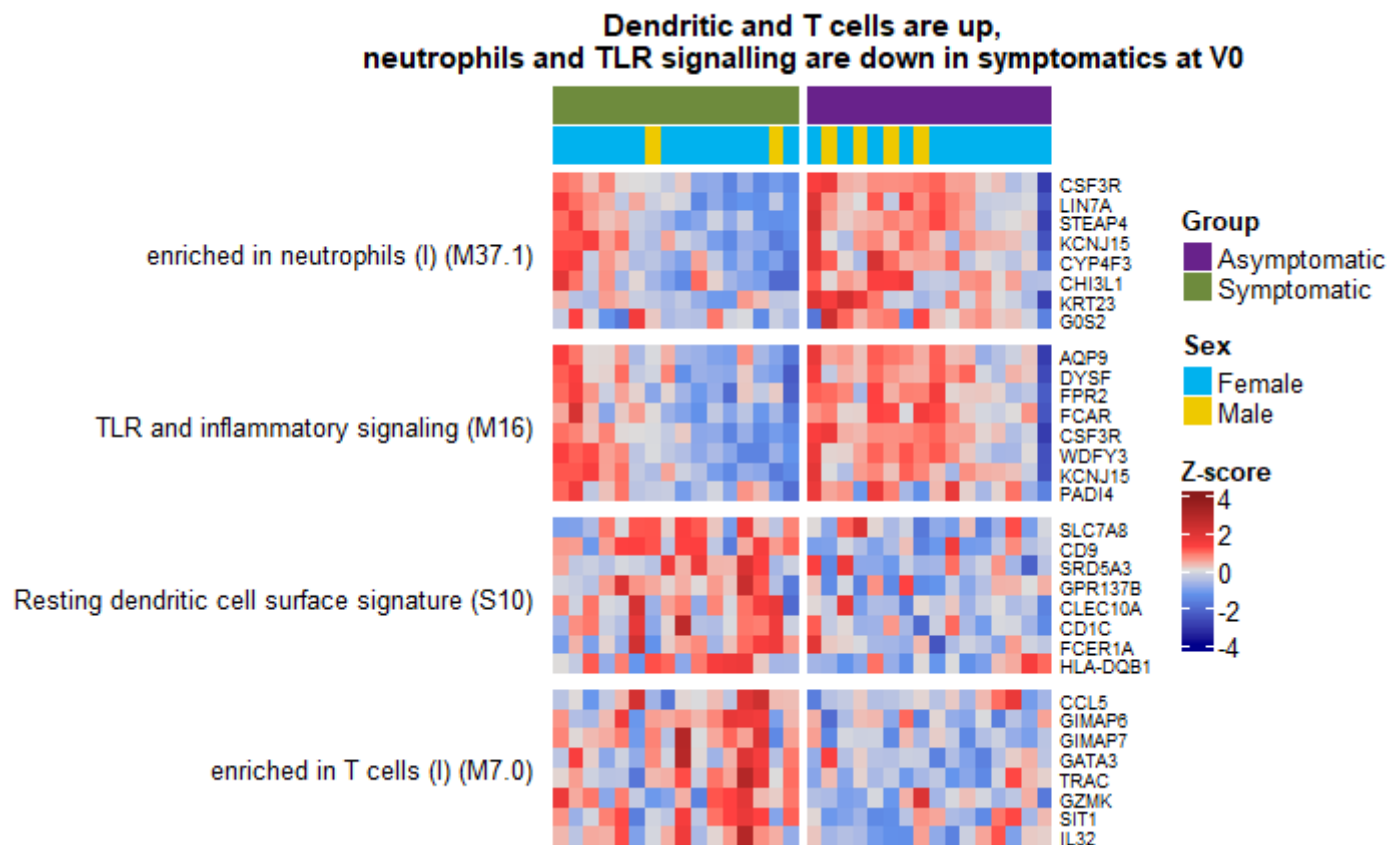 Dendritic and T cells are up,
neutrophils and TLR signalling are down in symptomatics at V0
enriched in neutrophils (I) (M37.1)
CSF3R
LIN7A
STEAP4
KCNJ15
CYP4F3
CHI3L1
KRT23
G0S2
TLR and inflammatory signaling (M16)
AQP9
DYSF
FPR2
FCAR
CSF3R
WDFY3
KCNJ15
PADI4
Resting dendritic cell surface signature (S10)
SLC7A8
CD9
SRD5A3
GPR137B
CLEC10A
CD1C
FCER1A
HLA-DQB1
enriched in T cells (I) (M7.0)
CCL5
GIMAP6
GIMAP7
GATA3
TRAC
GZMK
SIT1
IL32
Group
Asymptomatic
Symptomatic
Sex
Female
Male
Z-score
4
2
0
-2
-4